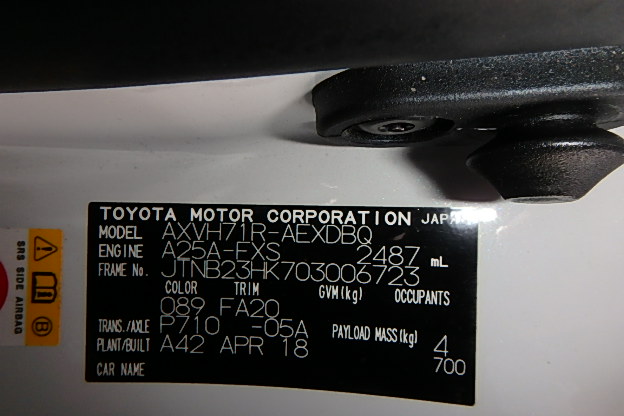 TOYOTA MOTOR CORPORATION JAPAN
MODEL AXVH71R-AEXDBQ
ENGINE A25A-FXS 2487 mL
FRAME No. JTNB23HK703006723
COLOR TRIM GVM(kg) OCCUPANTS
089 FA20
TRANS./AXLE P710 -05A PAYLOAD MASS(kg) 4
PLANT/BUILT A42 APR 18 700
CAR NAME
SRS SIDE AIRBAG
B